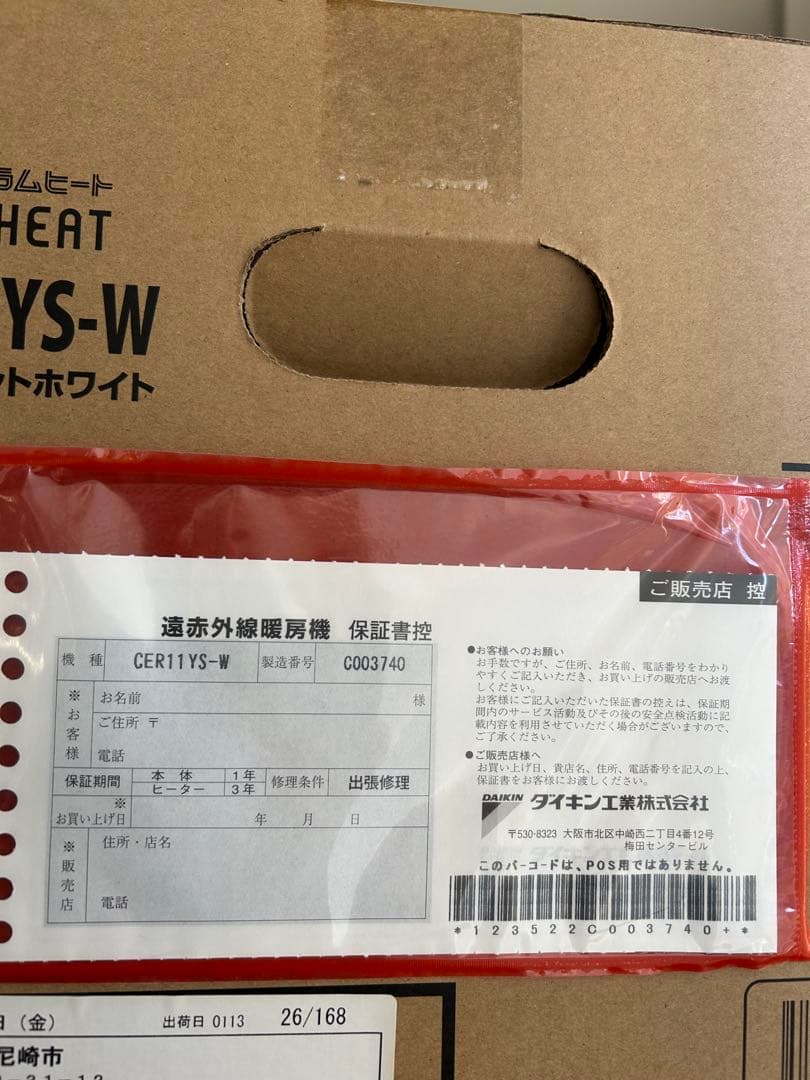 ラムヒート
HEAT
YS-W
ットホワイト
ご販売店 控
遠赤外線暖房機 保証書控
機種 CER11YS-W 製造番号 C003740
※お客様
お名前 様
ご住所 〒
電話
保証期間 本体 1年 ヒーター 3年 修理条件 出張修理
※
お買い上げ日 年 月 日
※販売店
住所・店名
電話
●お客様へのお願い
お手数ですが、ご住所、お名前、電話番号をわかり
やすくご記入いただき、お買い上げの販売店へお渡
しください。
お客様にご記入いただいた保証書の控えは、保証期
間内のサービス活動及びその後の安全点検活動に記
載内容を利用させていただく場合がございますので、
ご了承ください。
●ご販売店様へ
お買い上げ日、貴店名、住所、電話番号を記入の上、
保証書をお客様にお渡しください。
DAIKIN ダイキン工業株式会社
〒530-8323 大阪市北区中崎西二丁目4番12号
梅田センタービル
このバーコードは、POS用ではありません。
*123522C003740+*
日(金) 出荷日 0113 26/168
尼崎市